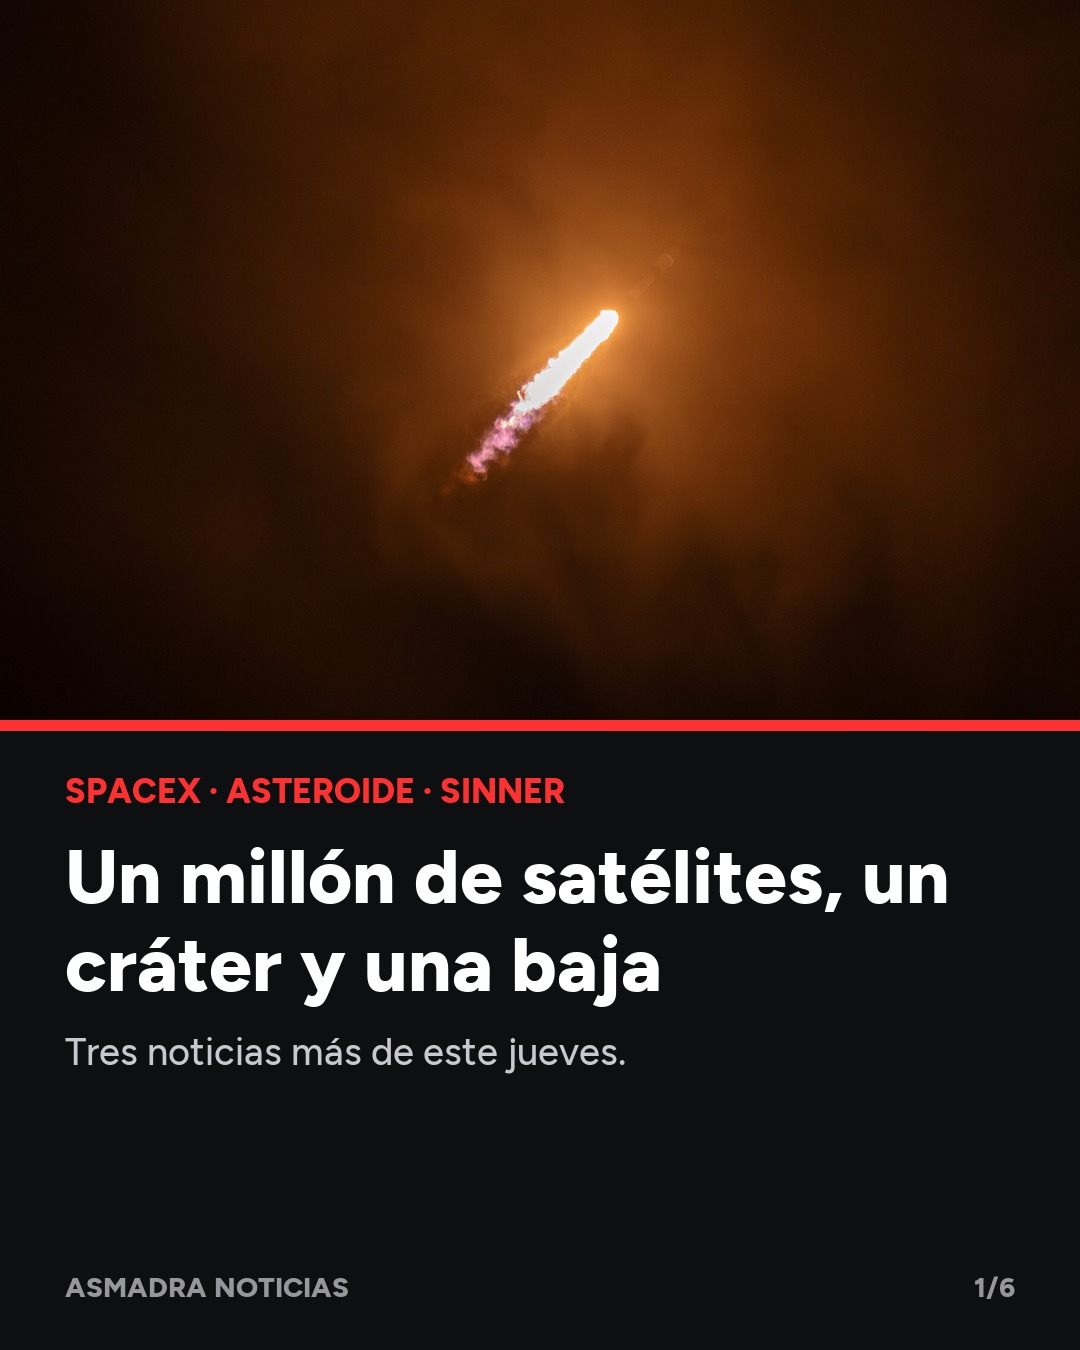 SPACEX · ASTEROIDE · SINNER
Un millón de satélites, un
cráter y una baja
Tres noticias más de este jueves.
ASMADRA NOTICIAS
1/6